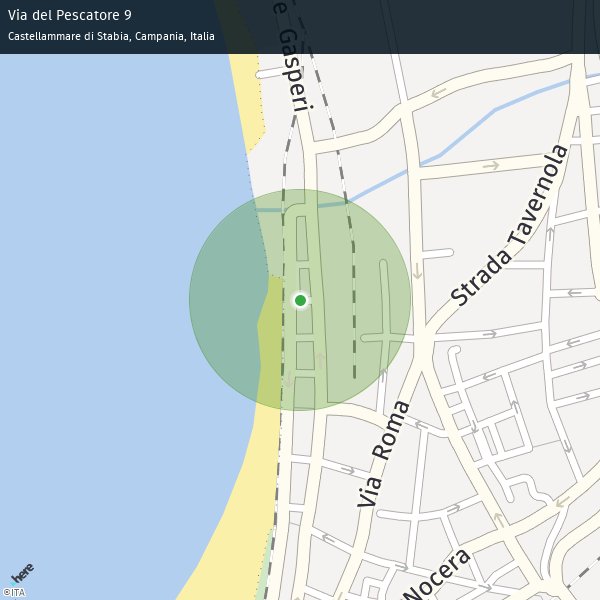 Via del Pescatore 9
Castellammare di Stabia, Campania, Italia
e Gasperi
Strada Tavernola
Via Roma
Nocera
here
©ITA